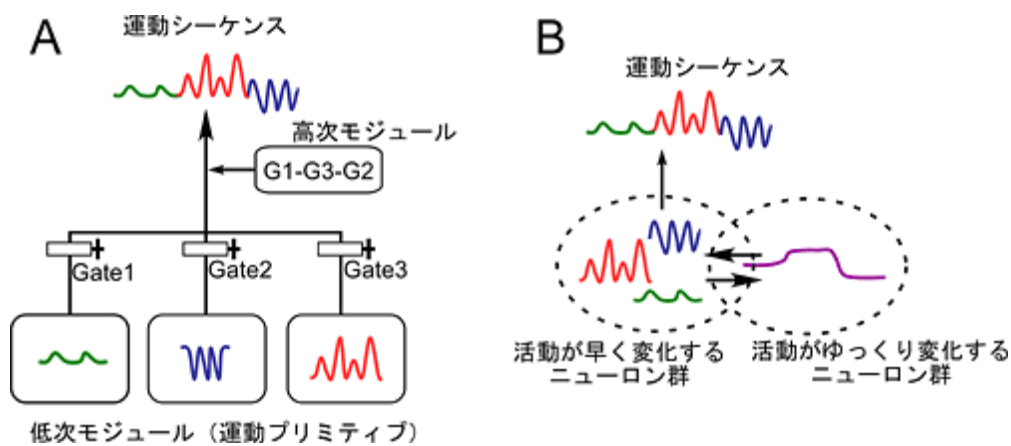 A
運動シーケンス
高次モジュール
G1-G3-G2
Gate1
Gate2
Gate3
低次モジュール（運動プリミティブ）
B
運動シーケンス
活動が早く変化する
ニューロン群
活動がゆっくり変化する
ニューロン群